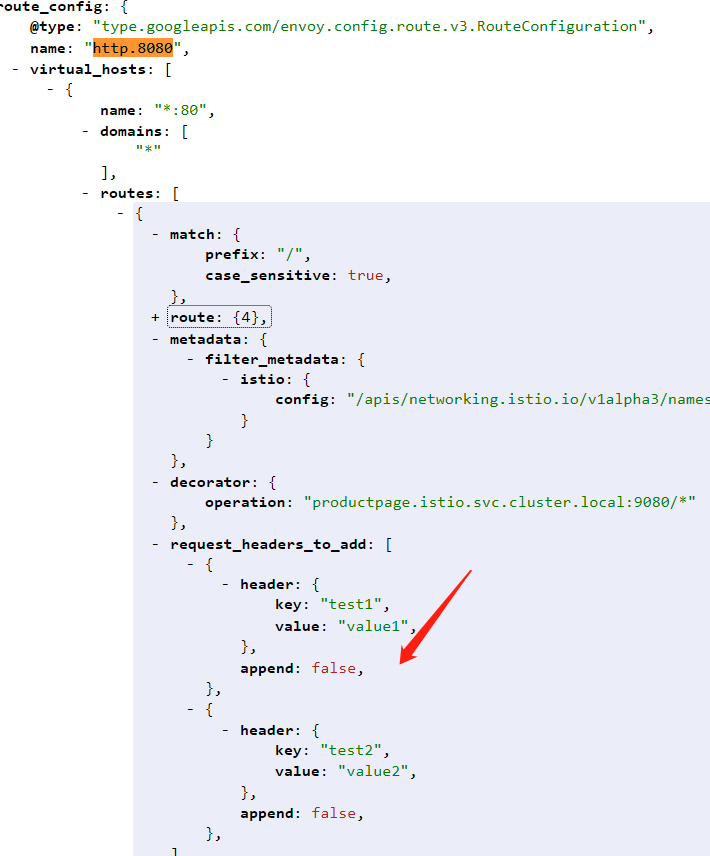 route_config: {
@type: "type.googleapis.com/envoy.config.route.v3.RouteConfiguration",
name: "http.8080",
- virtual_hosts: [
- {
name: "*:80",
- domains: [
"*"
],
- routes: [
- {
- match: {
prefix: "/",
case_sensitive: true,
},
+ route: {4},
- metadata: {
- filter_metadata: {
- istio: {
config: "/apis/networking.istio.io/v1alpha3/names
}
}
},
- decorator: {
operation: "productpage.istio.svc.cluster.local:9080/*"
},
- request_headers_to_add: [
- {
- header: {
key: "test1",
value: "value1",
},
append: false,
},
- {
- header: {
key: "test2",
value: "value2",
},
append: false,
},
]